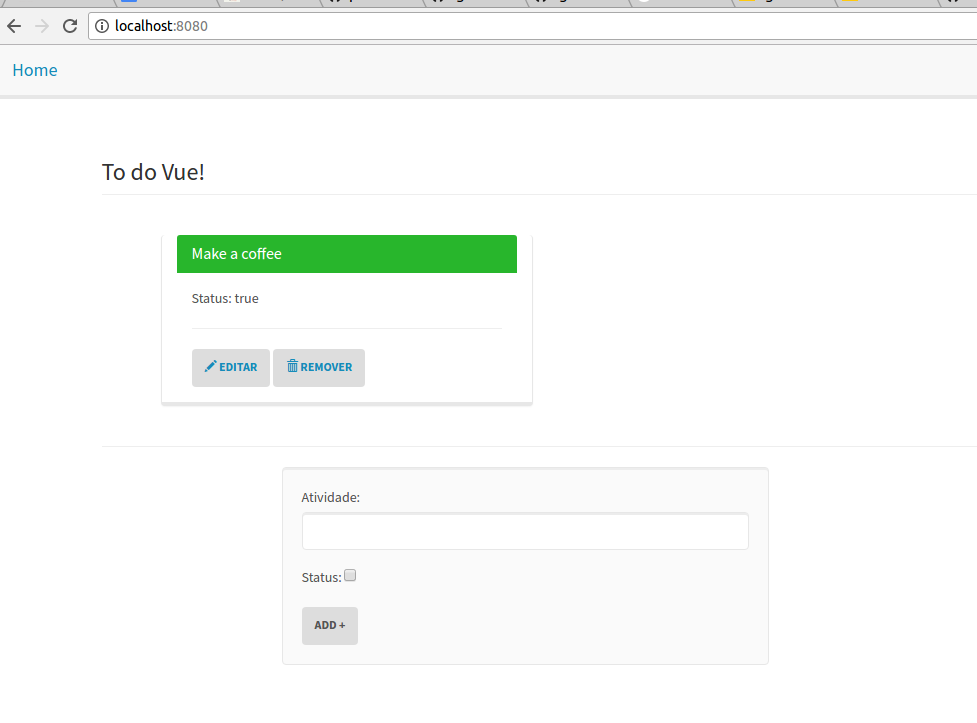 localhost:8080
Home
To do Vue!
Make a coffee
Status: true
EDITAR REMOVER
Atividade:
Status:
ADD +